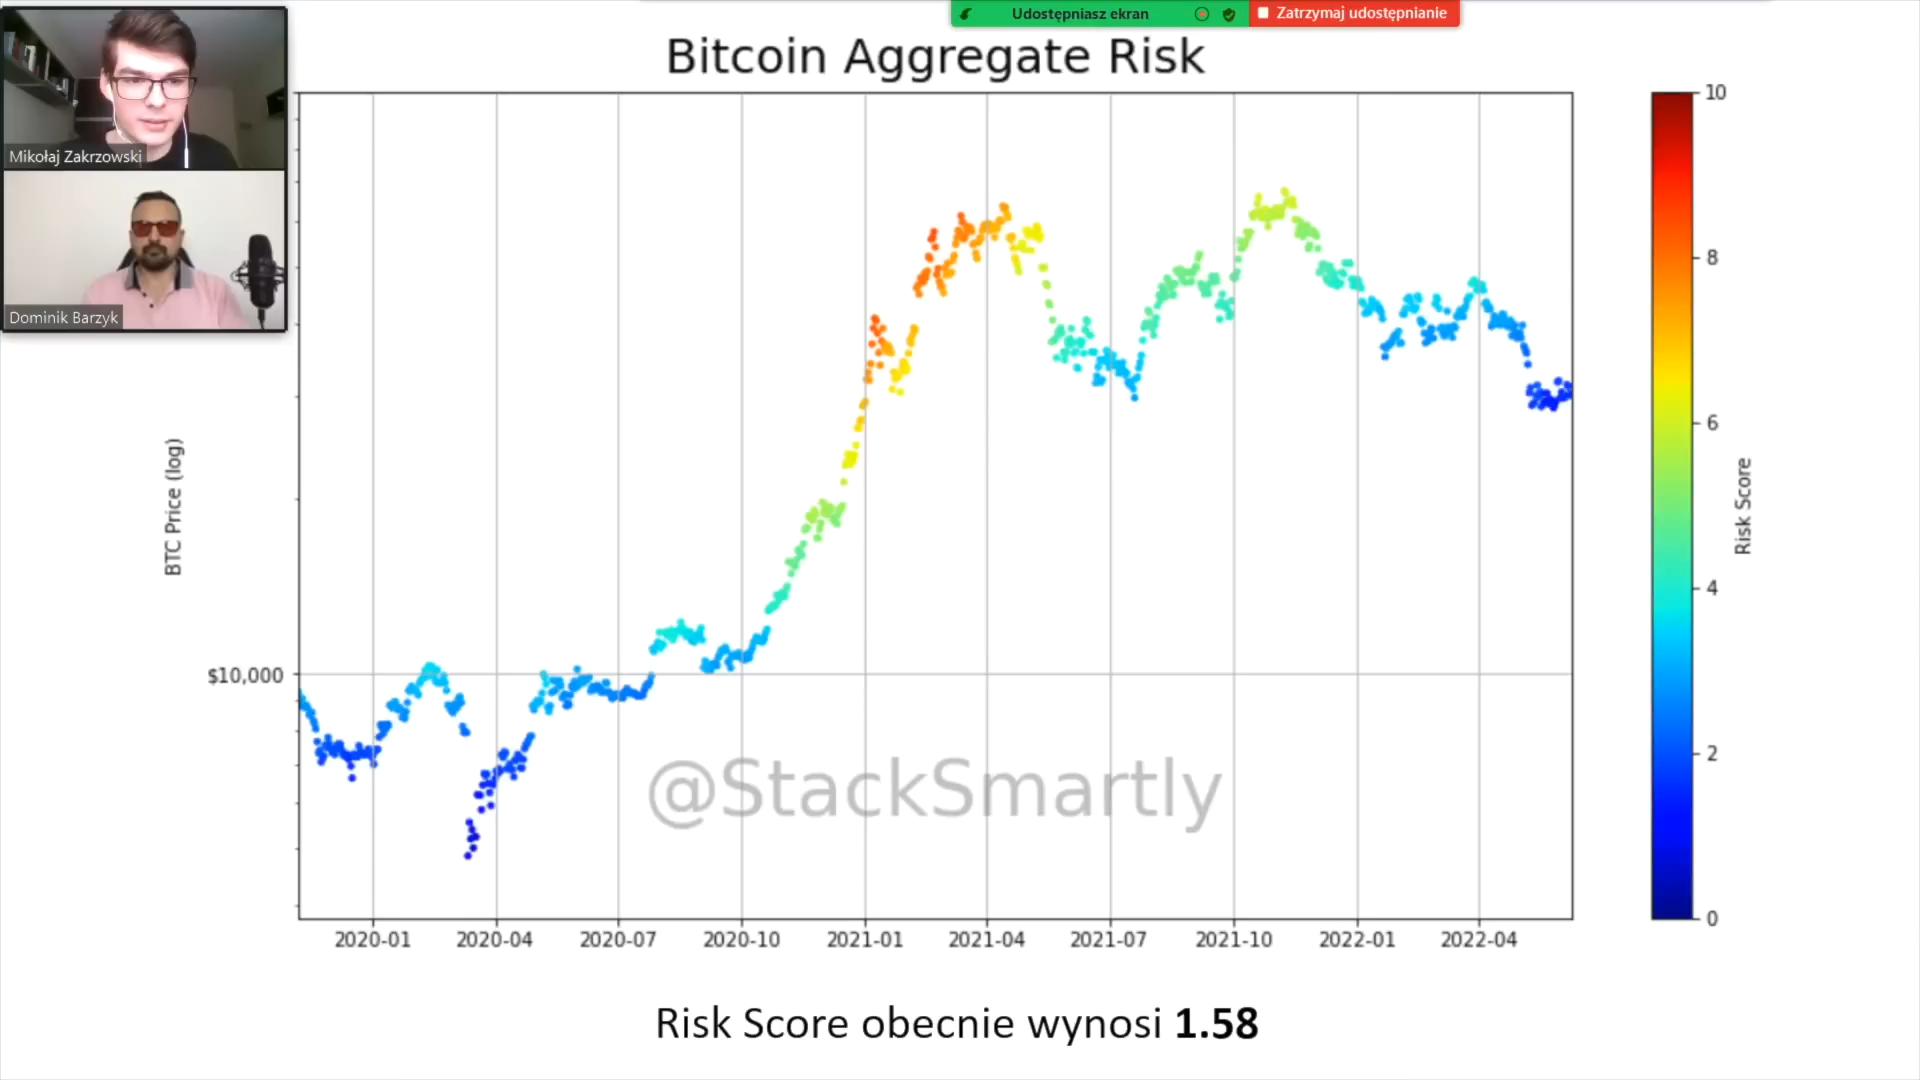 Udostępniasz ekran
Zatrzymaj udostępnianie
Bitcoin Aggregate Risk
Mikołaj Zakrzowski
Dominik Barzyk
10
8
6
4
2
0
Risk Score
BTC Price (log)
$10,000
@StackSmartly
2020-01 2020-04 2020-07 2020-10 2021-01 2021-04 2021-07 2021-10 2022-01 2022-04
Risk Score obecnie wynosi 1.58